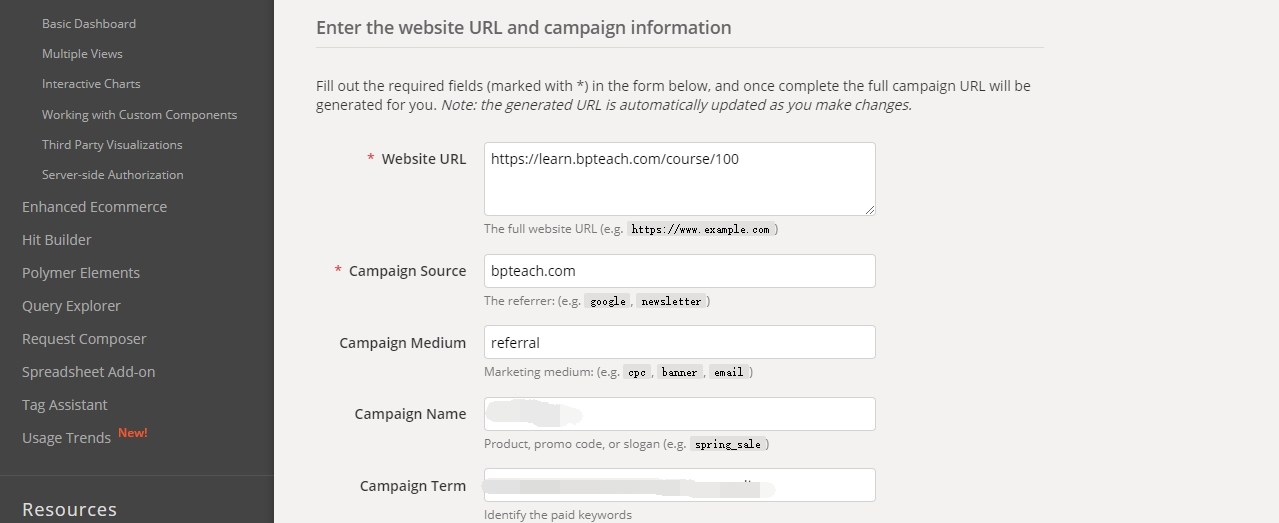 Basic Dashboard
Multiple Views
Interactive Charts
Working with Custom Components
Third Party Visualizations
Server-side Authorization
Enhanced Ecommerce
Hit Builder
Polymer Elements
Query Explorer
Request Composer
Spreadsheet Add-on
Tag Assistant
Usage Trends New!
Resources
Enter the website URL and campaign information
Fill out the required fields (marked with *) in the form below, and once complete the full campaign URL will be
generated for you. Note: the generated URL is automatically updated as you make changes.
* Website URL https://learn.bpteach.com/course/100
The full website URL (e.g. https://www.example.com )
* Campaign Source bpteach.com
The referrer: (e.g. google , newsletter )
Campaign Medium referral
Marketing medium: (e.g. cpc , banner , email )
Campaign Name
Product, promo code, or slogan (e.g. spring_sale )
Campaign Term
Identify the paid keywords